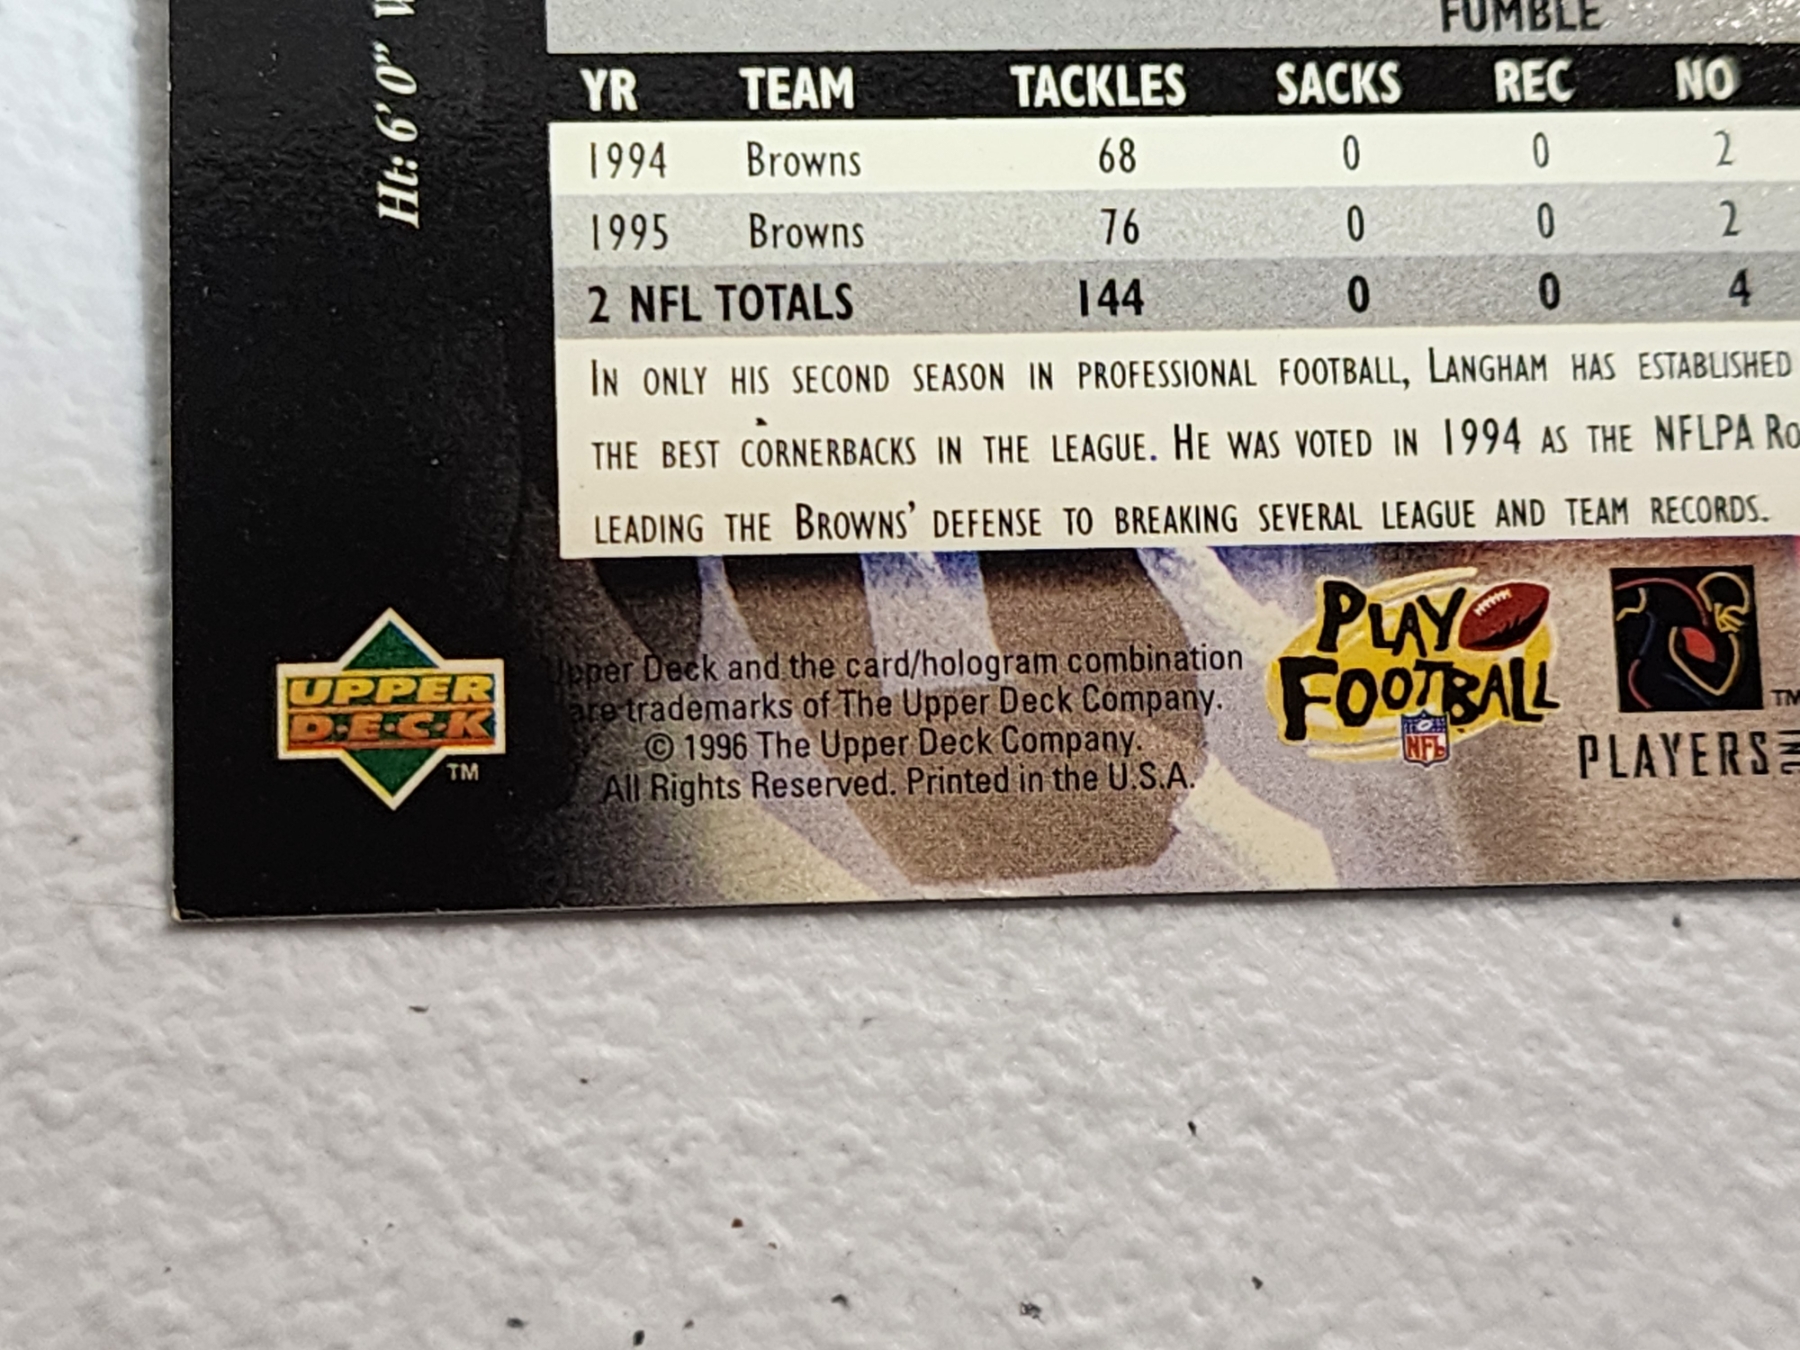 Ht: 6' 0"
FUMBLE
YR TEAM TACKLES SACKS REC NO
1994 Browns 68 0 0 2
1995 Browns 76 0 0 2
2 NFL TOTALS 144 0 0 4
IN ONLY HIS SECOND SEASON IN PROFESSIONAL FOOTBALL, LANGHAM HAS ESTABLISHED
THE BEST CORNERBACKS IN THE LEAGUE. HE WAS VOTED IN 1994 AS THE NFLPA
LEADING THE BROWNS' DEFENSE TO BREAKING SEVERAL LEAGUE AND TEAM RECORDS.
UPPER
D·E·C·K
TM
Upper Deck and the card/hologram combination
are trademarks of The Upper Deck Company.
© 1996 The Upper Deck Company.
All Rights Reserved. Printed in the U.S.A.
PLAY
FOOTBALL
NFL
TM
PLAYERS INC